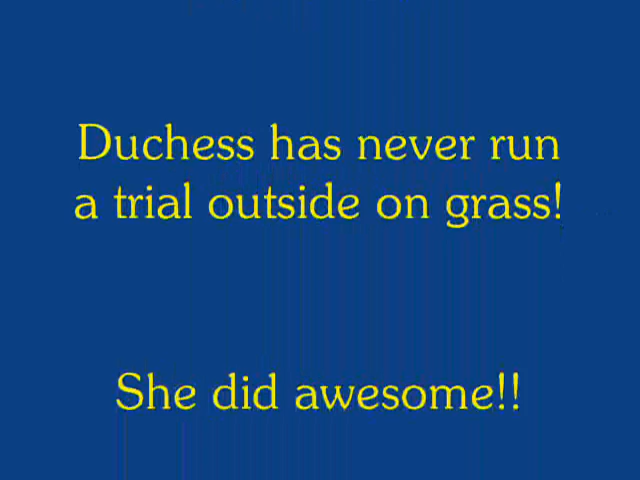 Duchess has never run
a trial outside on grass!
She did awesome!!